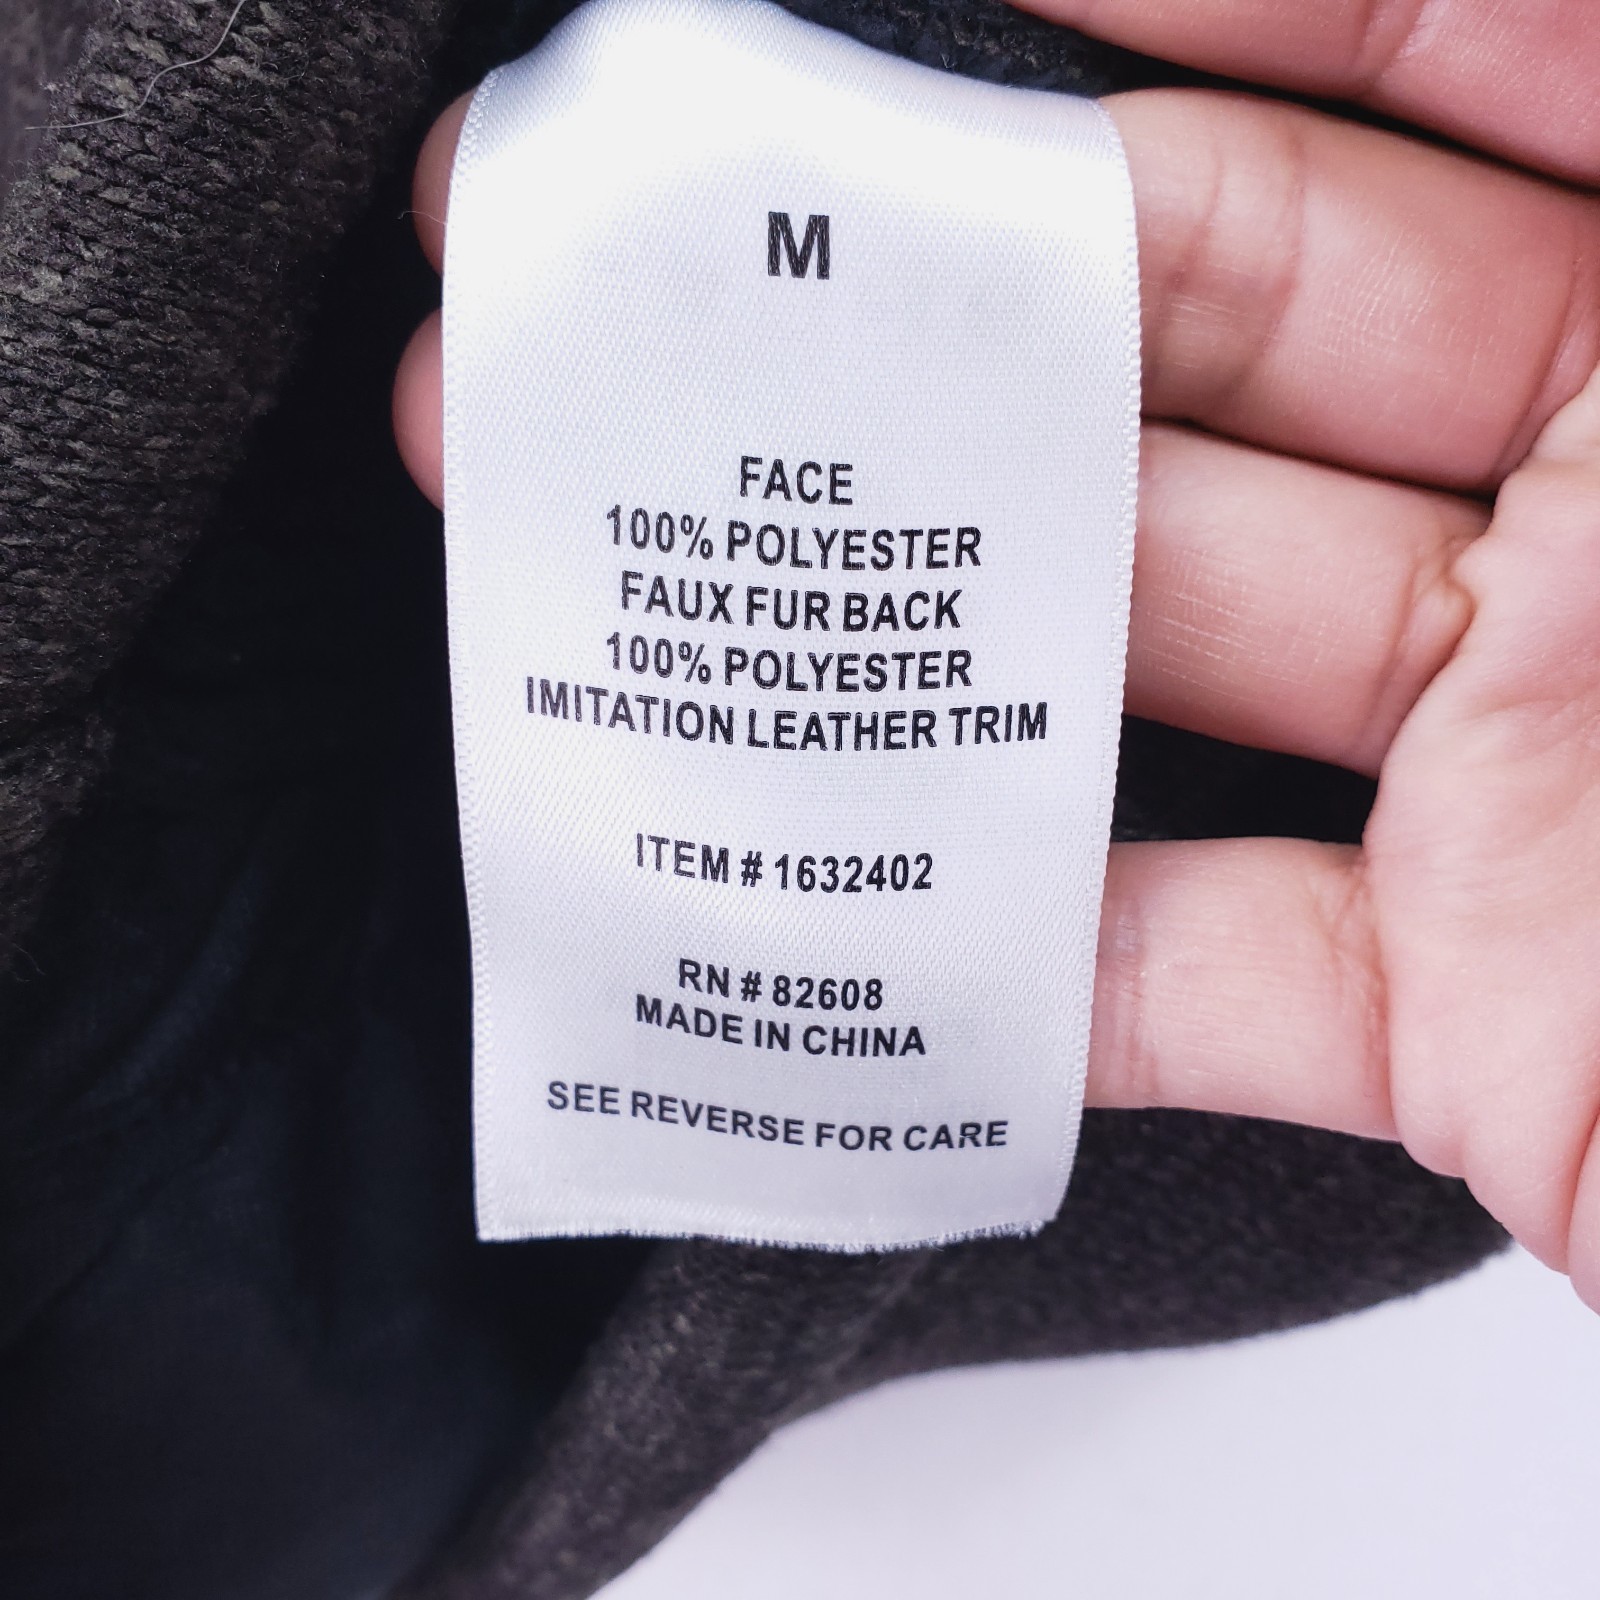 M
FACE
100% POLYESTER
FAUX FUR BACK
100% POLYESTER
IMITATION LEATHER TRIM
ITEM # 1632402
RN # 82608
MADE IN CHINA
SEE REVERSE FOR CARE